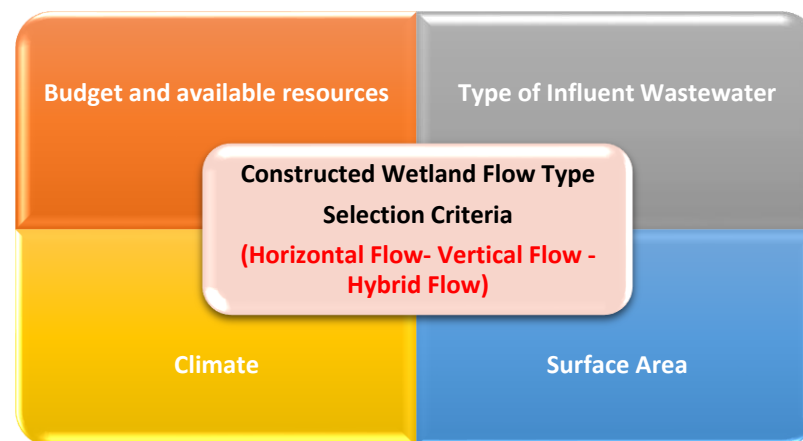 Budget and available resources
Type of Influent Wastewater
Constructed Wetland Flow Type
Selection Criteria
(Horizontal Flow- Vertical Flow -
Hybrid Flow)
Climate
Surface Area